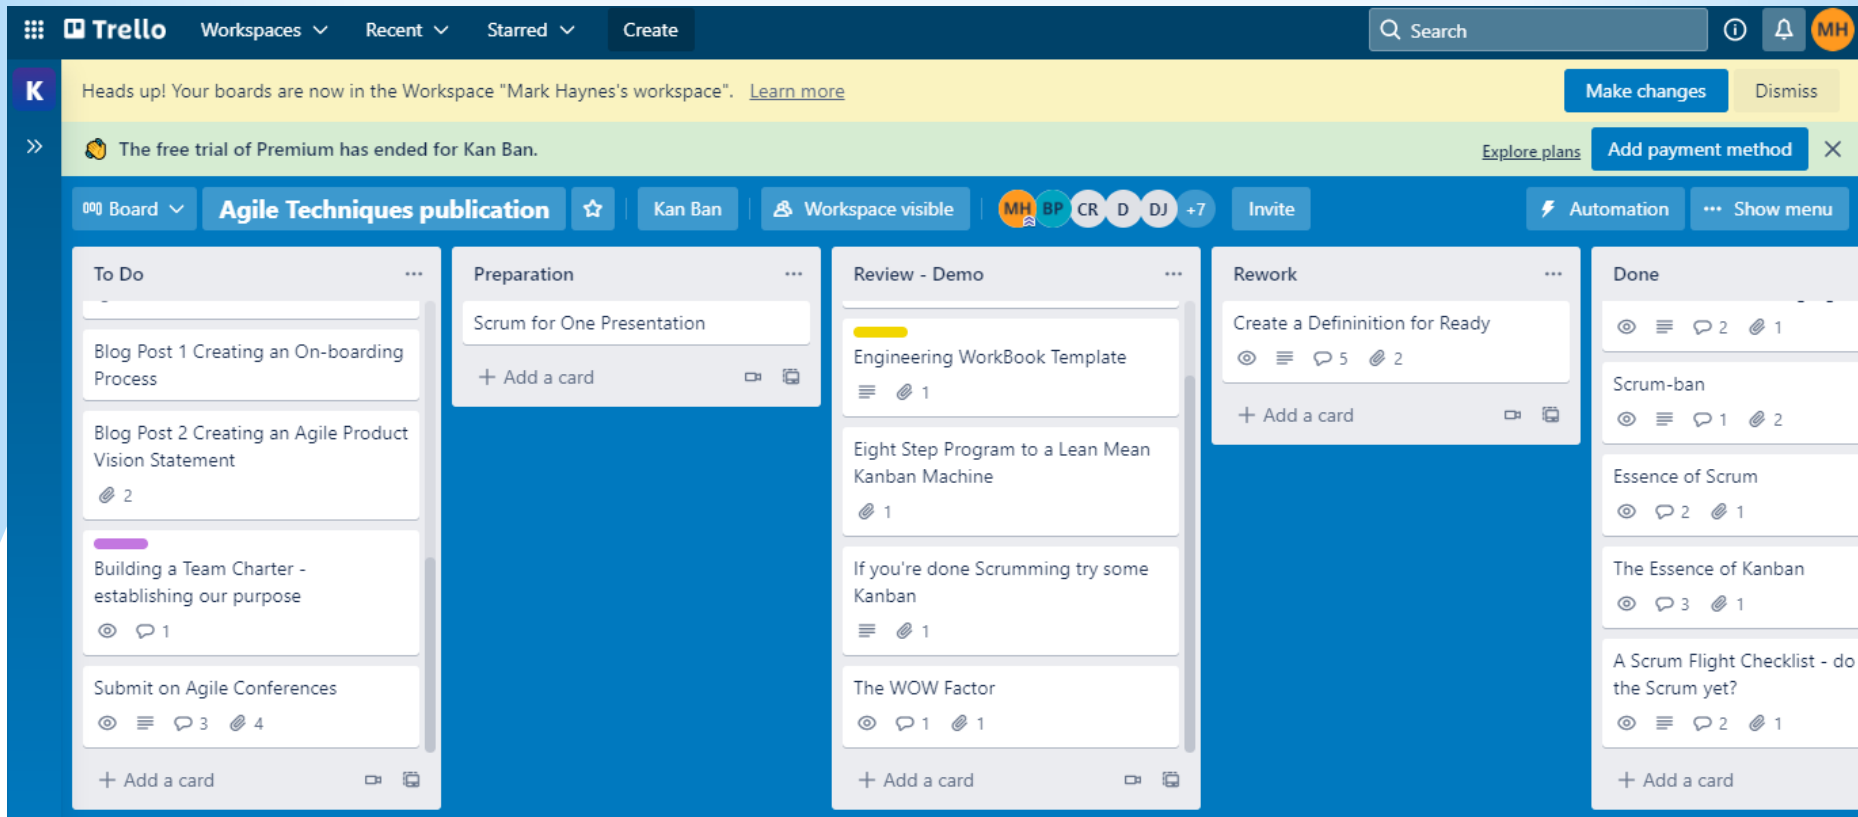 Trello Workspaces Recent Starred Create Search MH
K
Heads up! Your boards are now in the Workspace "Mark Haynes's workspace". Learn more Make changes Dismiss
The free trial of Premium has ended for Kan Ban. Explore plans Add payment method
Board Agile Techniques publication Kan Ban Workspace visible MH BP CR D DJ +7 Invite Automation Show menu
To Do
Blog Post 1 Creating an On-boarding
Process
Blog Post 2 Creating an Agile Product
Vision Statement
2
Building a Team Charter -
establishing our purpose
1
Submit on Agile Conferences
3 4
+ Add a card
Preparation
Scrum for One Presentation
+ Add a card
Review - Demo
Engineering WorkBook Template
1
Eight Step Program to a Lean Mean
Kanban Machine
1
If you're done Scrumming try some
Kanban
1
The WOW Factor
1 1
+ Add a card
Rework
Create a Defininition for Ready
5 2
+ Add a card
Done
2 1
Scrum-ban
1 2
Essence of Scrum
2 1
The Essence of Kanban
3 1
A Scrum Flight Checklist - do
the Scrum yet?
2 1
+ Add a card